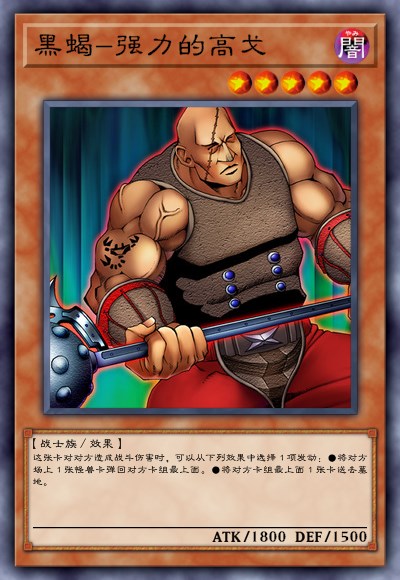 黑蝎-强力的高戈
やみ
闇
【战士族/效果】
这张卡对对方造成战斗伤害时，可以从下列效果中选择1项发动：●将对方
场上1张怪兽卡弹回对方卡组最上面。●将对方卡组最上面1张卡送去墓
地。
ATK/1800 DEF/1500